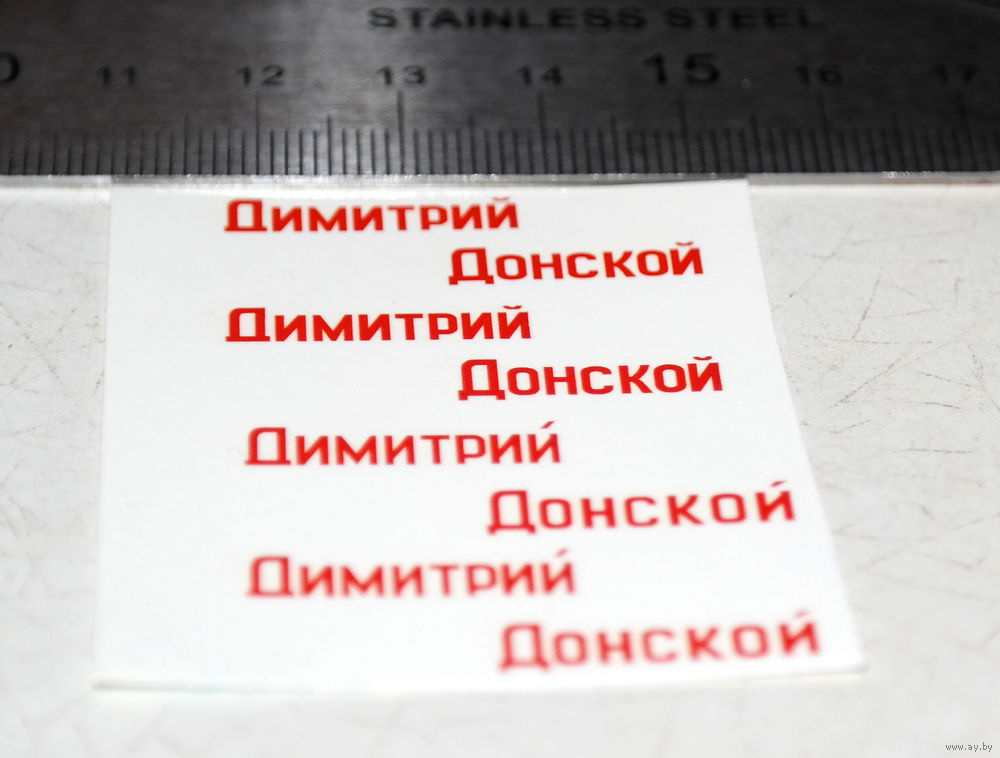 STAINLESS STEEL
0 11 12 13 14 15 16 17
Димитрий
Донской
Димитрий
Донской
Димитрий
Донской
Димитрий
Донской
www.ay.by